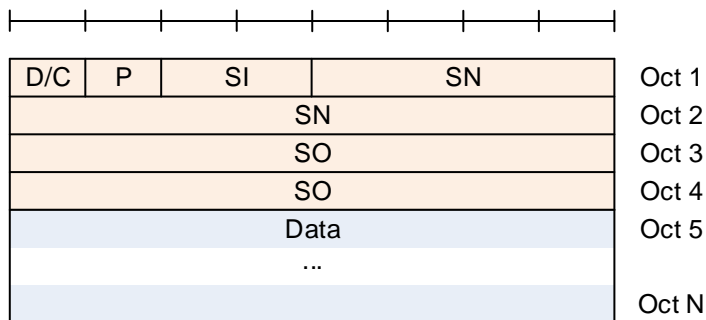 D/C P SI SN Oct 1
SN Oct 2
SO Oct 3
SO Oct 4
Data Oct 5
...
Oct N